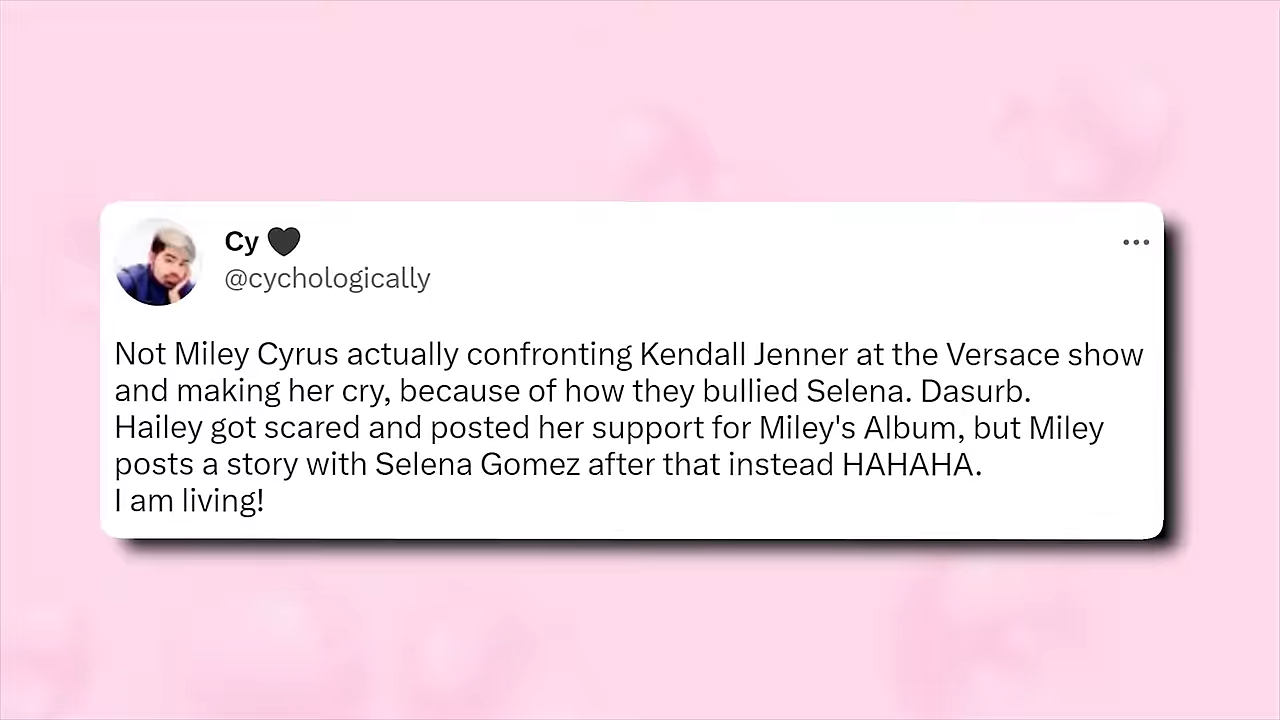 Cy 🖤
@cychologically
Not Miley Cyrus actually confronting Kendall Jenner at the Versace show
and making her cry, because of how they bullied Selena. Dasurb.
Hailey got scared and posted her support for Miley's Album, but Miley
posts a story with Selena Gomez after that instead HAHAHA.
I am living!